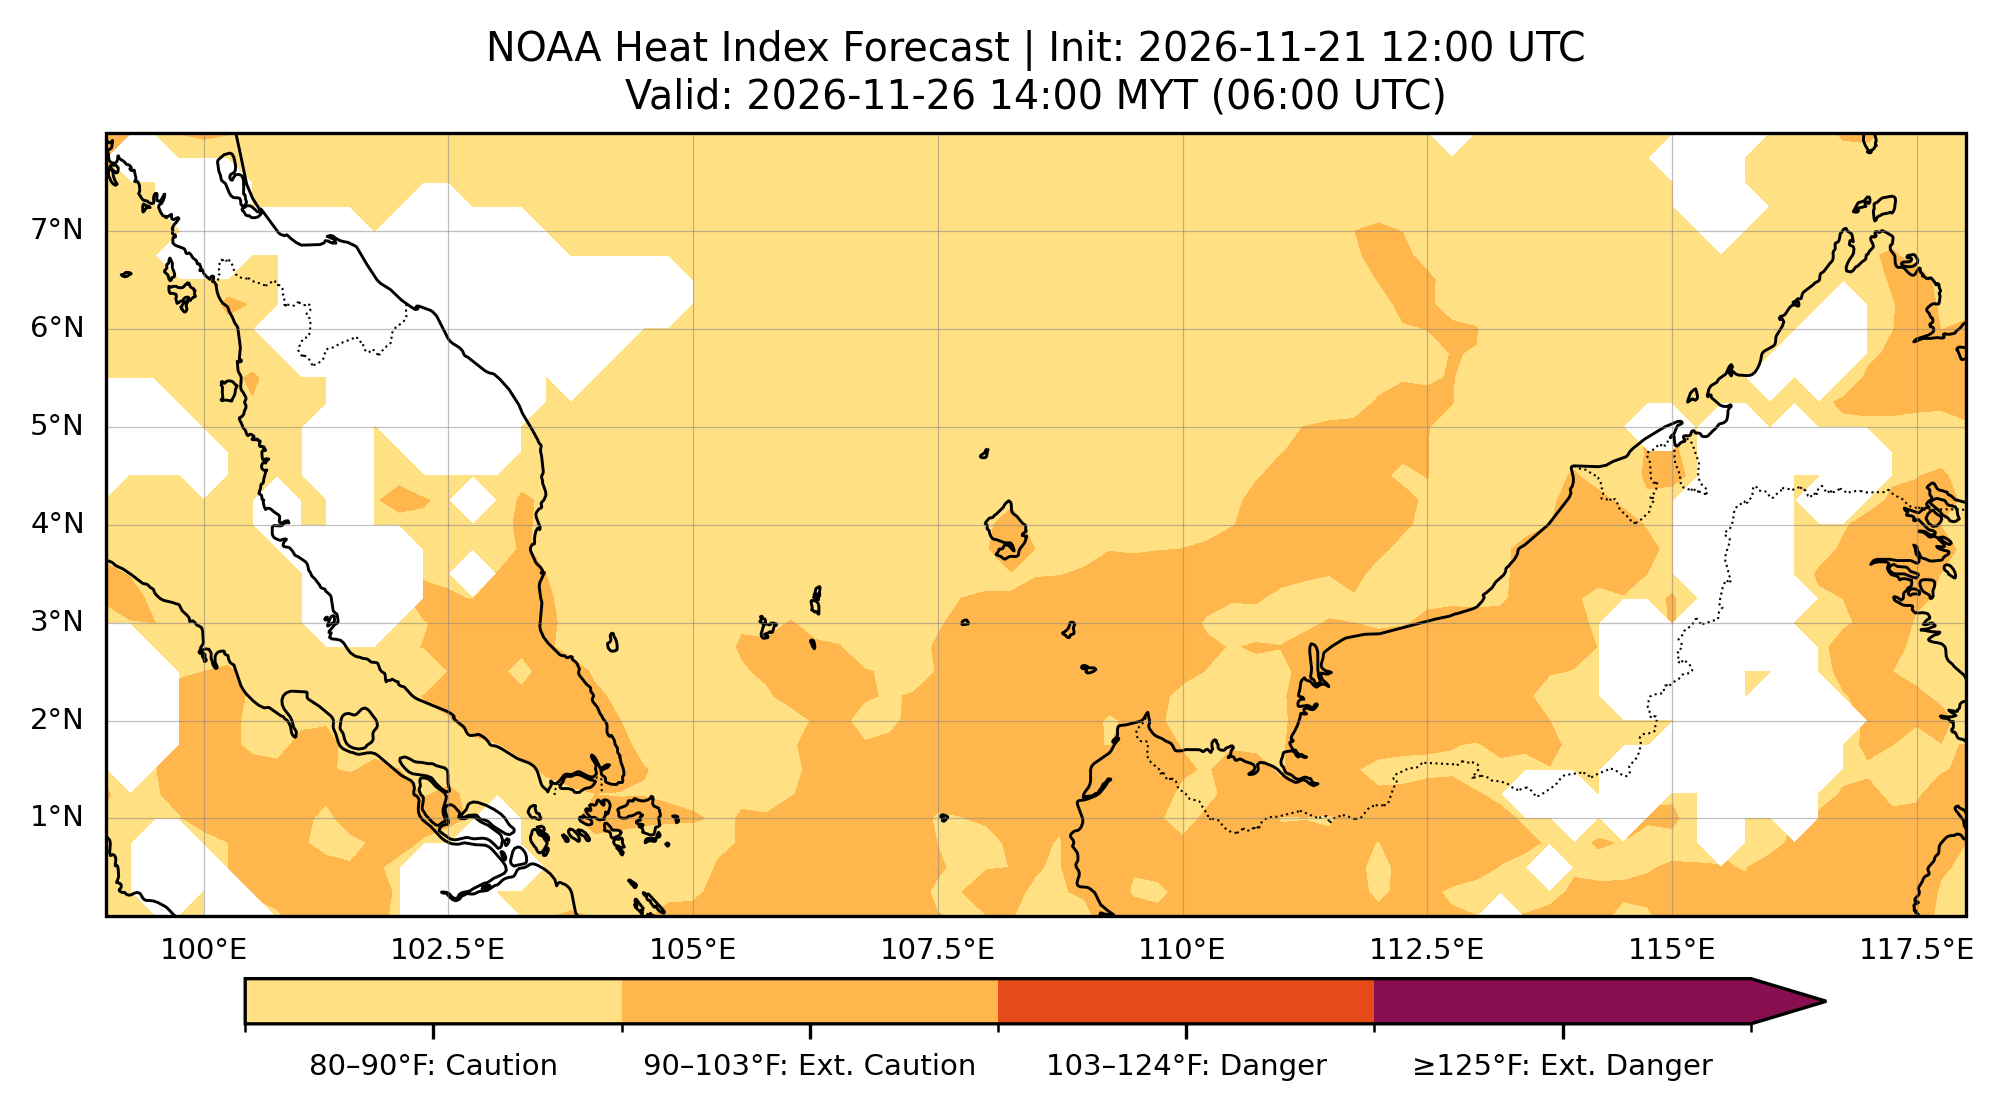 NOAA Heat Index Forecast | Init: 2026-11-21 12:00 UTC
Valid: 2026-11-26 14:00 MYT (06:00 UTC)
7°N
6°N
5°N
4°N
3°N
2°N
1°N
100°E 102.5°E 105°E 107.5°E 110°E 112.5°E 115°E 117.5°E
80–90°F: Caution 90–103°F: Ext. Caution 103–124°F: Danger ≥125°F: Ext. Danger